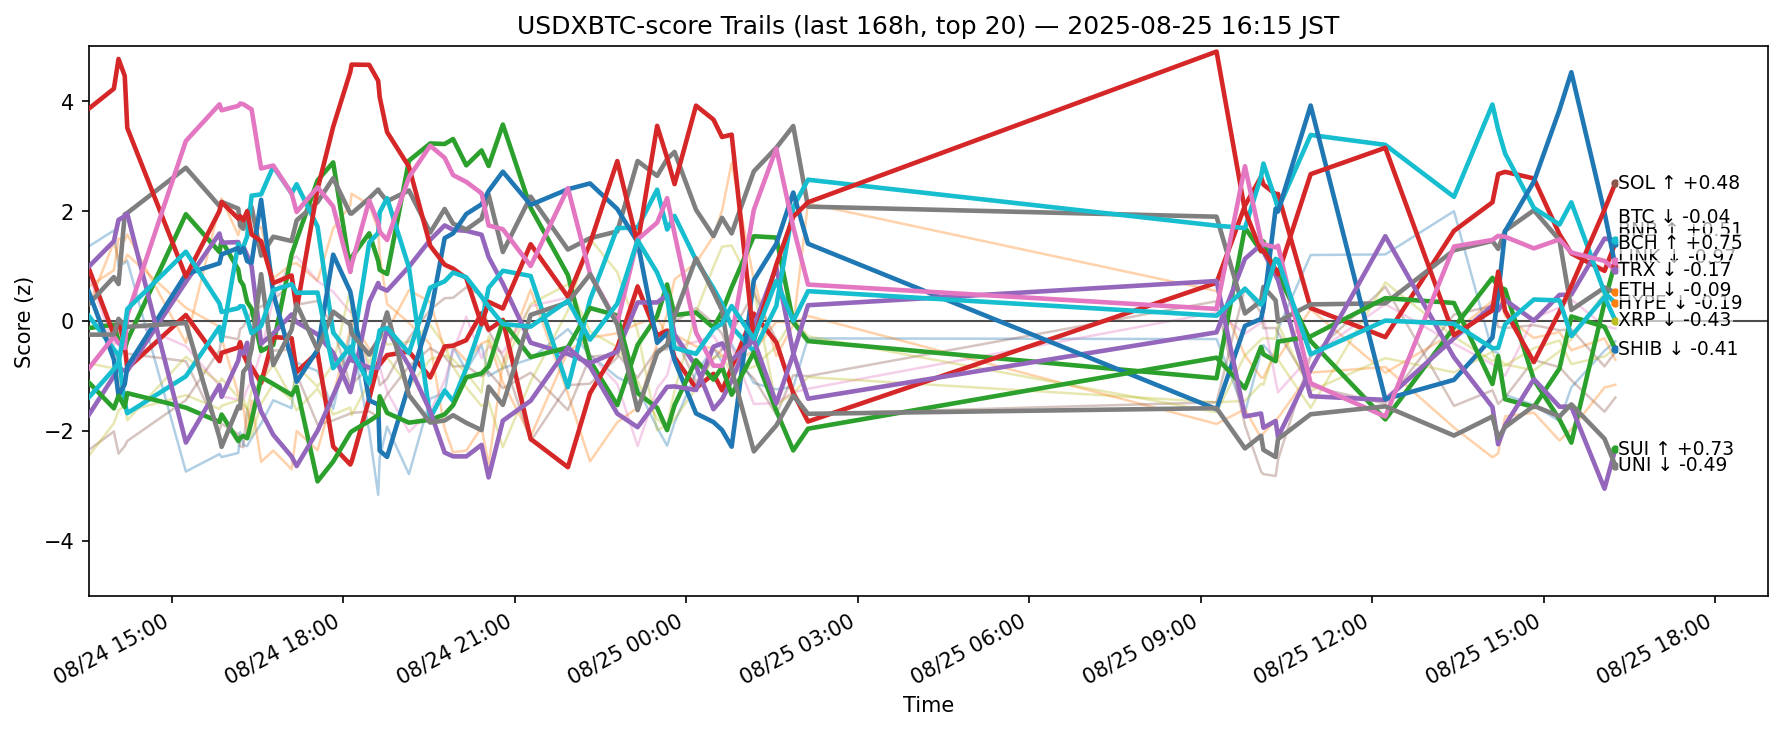 USDXBTC-score Trails (last 168h, top 20) — 2025-08-25 16:15 JST
Score (z)
4
2
0
−2
−4
SOL ↑ +0.48
BTC ↓ -0.04
BNB ↑ +0.51
BCH ↑ +0.75
LINK ↓ -0.97
TRX ↓ -0.17
ETH ↓ -0.09
HYPE ↓ -0.19
XRP ↓ -0.43
SHIB ↓ -0.41
SUI ↑ +0.73
UNI ↓ -0.49
08/24 15:00
08/24 18:00
08/24 21:00
08/25 00:00
08/25 03:00
08/25 06:00
08/25 09:00
08/25 12:00
08/25 15:00
08/25 18:00
Time